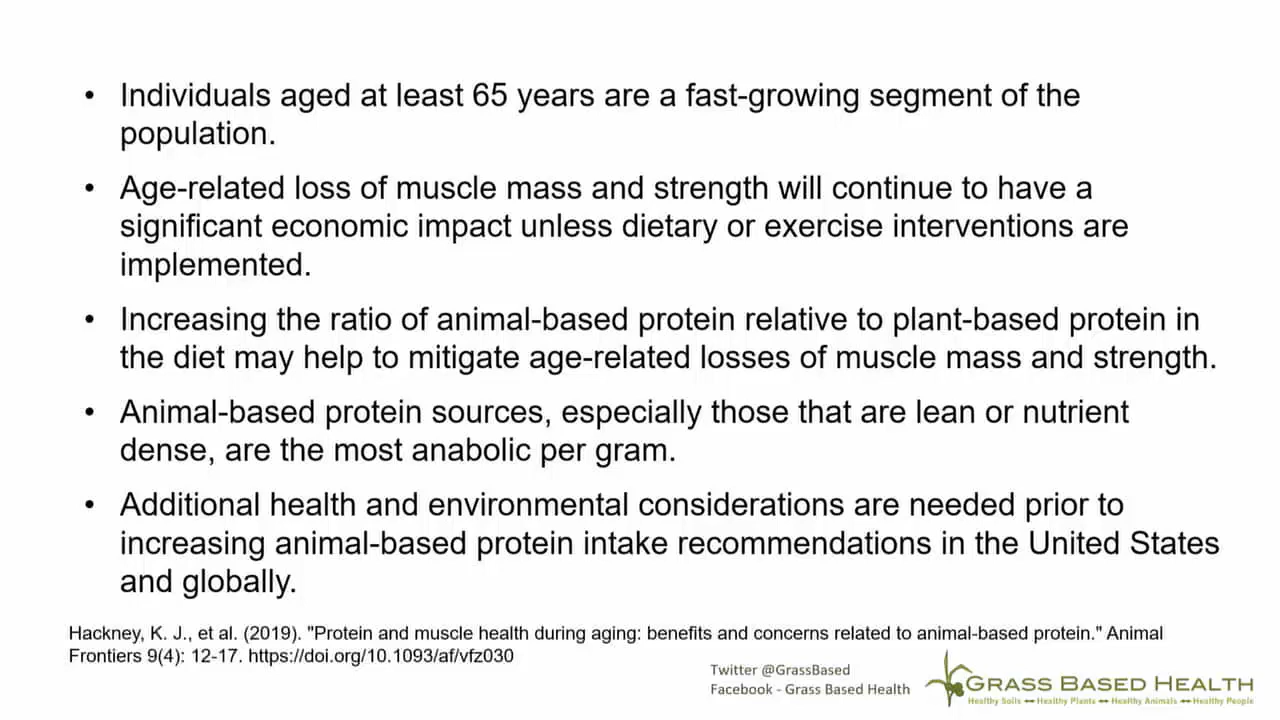 • Individuals aged at least 65 years are a fast-growing segment of the
population.
• Age-related loss of muscle mass and strength will continue to have a
significant economic impact unless dietary or exercise interventions are
implemented.
• Increasing the ratio of animal-based protein relative to plant-based protein in
the diet may help to mitigate age-related losses of muscle mass and strength.
• Animal-based protein sources, especially those that are lean or nutrient
dense, are the most anabolic per gram.
• Additional health and environmental considerations are needed prior to
increasing animal-based protein intake recommendations in the United States
and globally.
Hackney, K. J., et al. (2019). "Protein and muscle health during aging: benefits and concerns related to animal-based protein." Animal
Frontiers 9(4): 12-17. https://doi.org/10.1093/af/vfz030
Twitter @GrassBased
Facebook - Grass Based Health
GRASS BASED HEALTH
Healthy Soils ↔ Healthy Plants ↔ Healthy Animals ↔ Healthy People